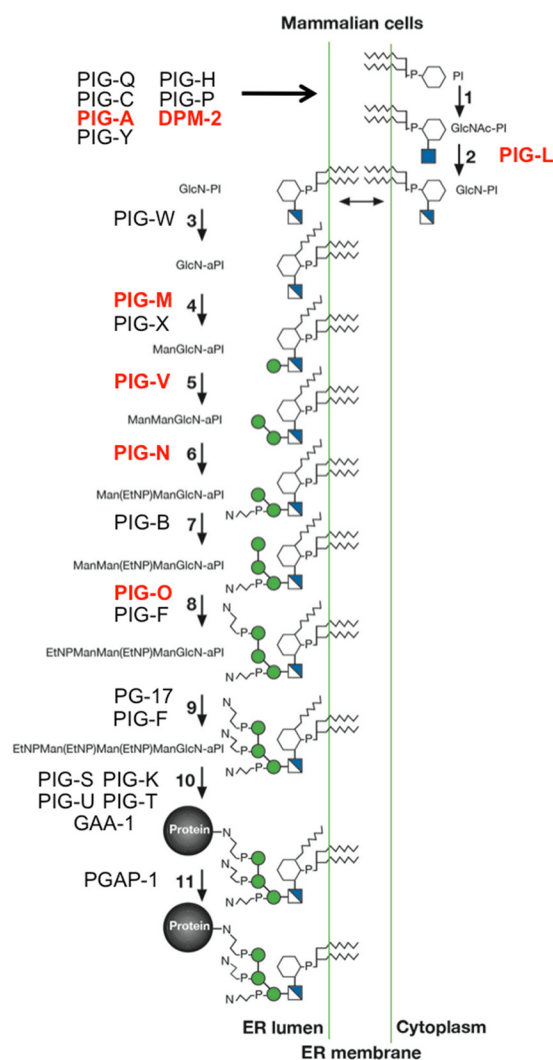 Mammalian cells
PIG-Q PIG-H
PIG-C PIG-P
PIG-A DPM-2
PIG-Y
P PI
1
P GlcNAc-PI
2 PIG-L
GlcN-PI P P GlcN-PI
PIG-W 3
GlcN-aPI P
PIG-M 4
PIG-X
ManGlcN-aPI P
PIG-V 5
ManManGlcN-aPI P
PIG-N 6
Man(EtNP)ManGlcN-aPI P
N P
PIG-B 7
ManMan(EtNP)ManGlcN-aPI P
N P
PIG-O 8
PIG-F
N
P
EtNPManMan(EtNP)ManGlcN-aPI P
N P
PG-17 9
PIG-F
N
P
N P
EtNPMan(EtNP)Man(EtNP)ManGlcN-aPI P
N P
PIG-S PIG-K 10
PIG-U PIG-T
GAA-1
Protein N
P
N P P
N P
PGAP-1 11
Protein N
P
N P P
N P
ER lumen Cytoplasm
ER membrane